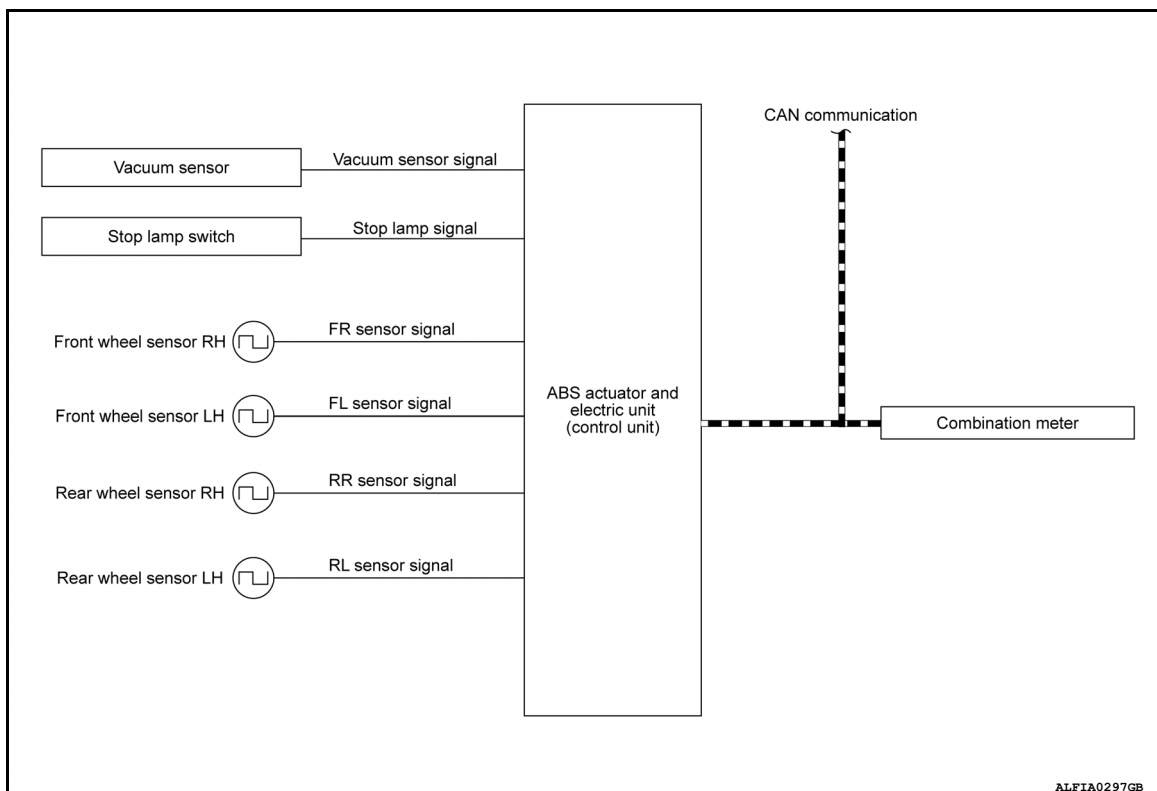 CAN communication
Vacuum sensor
Vacuum sensor signal
Stop lamp switch
Stop lamp signal
Front wheel sensor RH
FR sensor signal
Front wheel sensor LH
FL sensor signal
ABS actuator and
electric unit
(control unit)
Combination meter
Rear wheel sensor RH
RR sensor signal
Rear wheel sensor LH
RL sensor signal
ALFIA0297GB